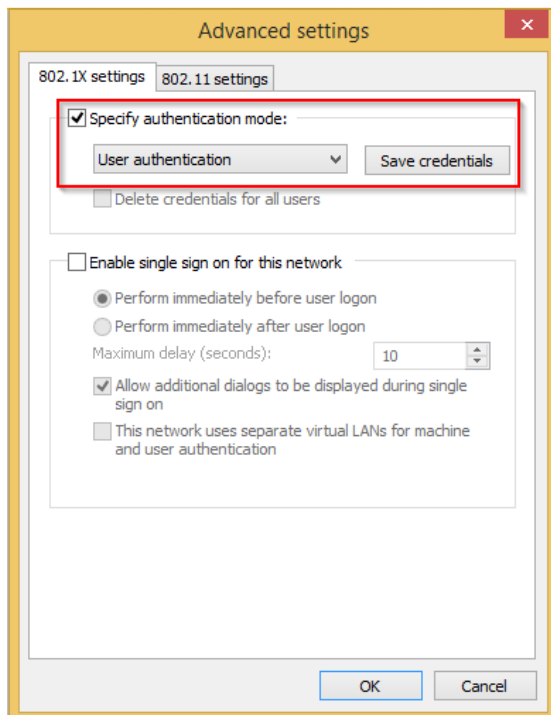 Advanced settings
802.1X settings
802.11 settings
Specify authentication mode:
User authentication
Save credentials
Delete credentials for all users
Enable single sign on for this network
Perform immediately before user logon
Perform immediately after user logon
Maximum delay (seconds):
10
Allow additional dialogs to be displayed during single
sign on
This network uses separate virtual LANs for machine
and user authentication
OK
Cancel